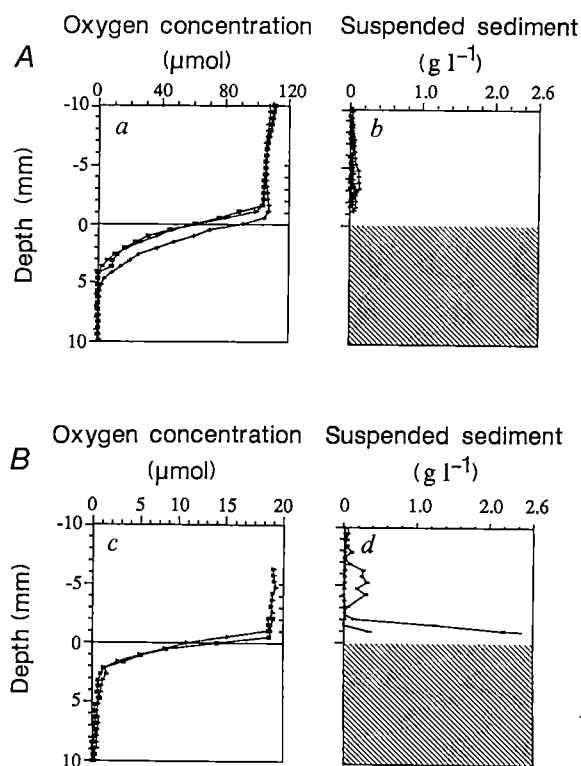 Oxygen concentration Suspended sediment
A (µmol) (g l⁻¹)
0 40 80 120 0 1.0 2.0 2.6
-10
a b
-5
Depth (mm)
0
5
10
Oxygen concentration Suspended sediment
B (µmol) (g l⁻¹)
0 5 10 15 20 0 1.0 2.0 2.6
-10
c d
-5
Depth (mm)
0
5
10